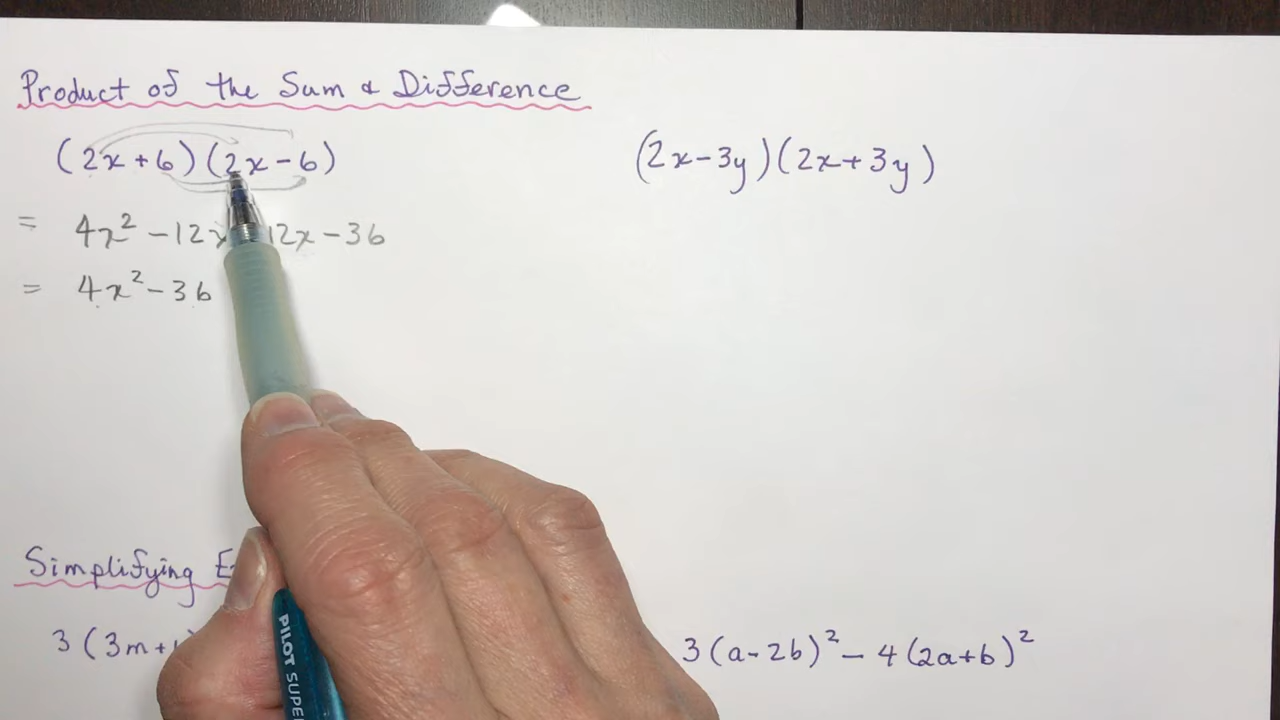 Product of the Sum & Difference
(2x+6)(2x-6)
= 4x² -12x 12x -36
= 4x² -36
(2x-3y)(2x+3y)
Simplifying
3(3m+
3(a-2b)² - 4(2a+b)²
PILOT SUPER